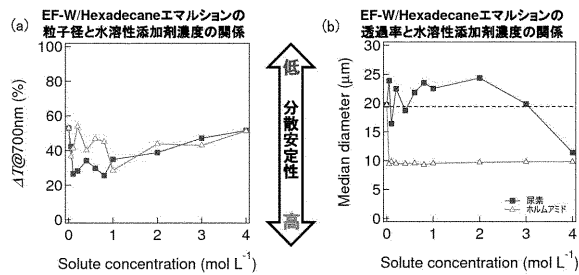 (a)
EF-W/Hexadecaneエマルションの
粒子径と水溶性添加剤濃度の関係
100
80
60
40
20
0
ΔT@700nm (%)
0 1 2 3 4
Solute concentration (mol L⁻¹)
低
分散安定性
高
(b)
EF-W/Hexadecaneエマルションの
透過率と水溶性添加剤濃度の関係
30
25
20
15
10
5
0
Median diameter (μm)
尿素
ホルムアミド
0 1 2 3 4
Solute concentration (mol L⁻¹)